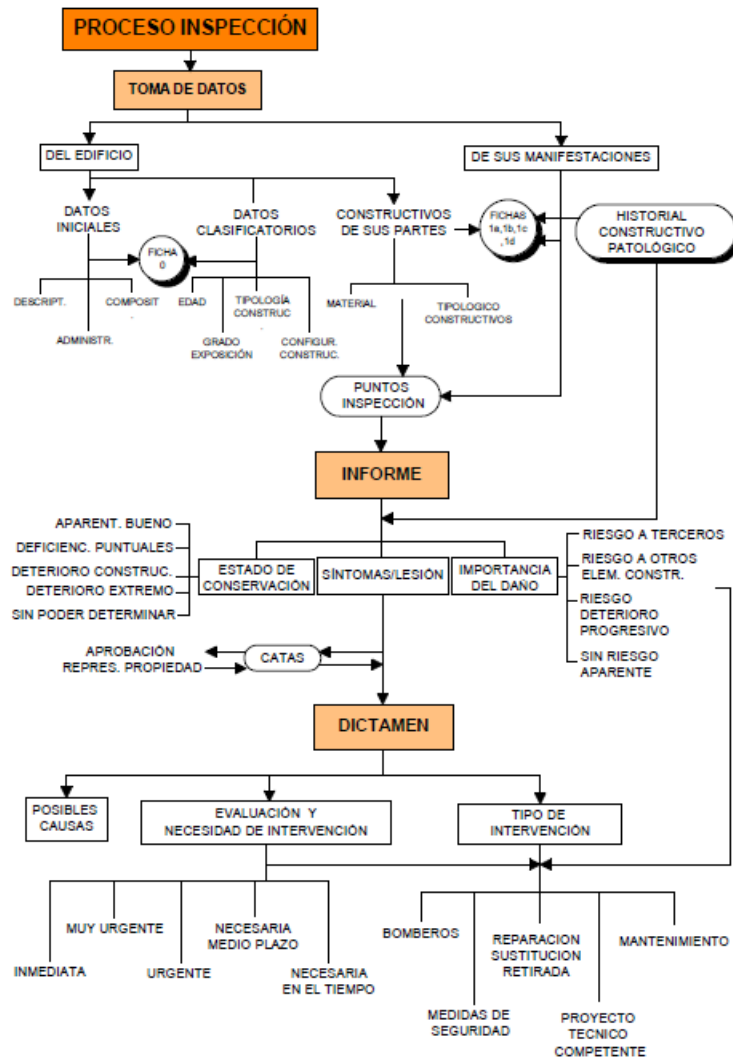 PROCESO INSPECCIÓN
TOMA DE DATOS
DEL EDIFICIO
DE SUS MANIFESTACIONES
DATOS
INICIALES
FICHA
0
DATOS
CLASIFICATORIOS
CONSTRUCTIVOS
DE SUS PARTES
FICHAS
1a,1b,1c
,1d
HISTORIAL
CONSTRUCTIVO
PATOLÓGICO
DESCRIPT.
COMPOSIT
.
ADMINISTR.
EDAD
TIPOLOGÍA
CONSTRUC
.
GRADO
EXPOSICIÓN
CONFIGUR.
CONSTRUC.
MATERIAL
TIPOLOGICO
CONSTRUCTIVOS
PUNTOS
INSPECCIÓN
INFORME
APARENT. BUENO
DEFICIENC. PUNTUALES
DETERIORO CONSTRUC.
DETERIORO EXTREMO
SIN PODER DETERMINAR
ESTADO DE
CONSERVACIÓN
SÍNTOMAS/LESIÓN
IMPORTANCIA
DEL DAÑO
RIESGO A TERCEROS
RIESGO A OTROS
ELEM. CONSTR.
RIESGO
DETERIORO
PROGRESIVO
SIN RIESGO
APARENTE
APROBACIÓN
REPRES. PROPIEDAD
CATAS
DICTAMEN
POSIBLES
CAUSAS
EVALUACIÓN Y
NECESIDAD DE INTERVENCIÓN
TIPO DE
INTERVENCIÓN
INMEDIATA
MUY URGENTE
URGENTE
NECESARIA
MEDIO PLAZO
NECESARIA
EN EL TIEMPO
BOMBEROS
MEDIDAS DE
SEGURIDAD
REPARACION
SUSTITUCION
RETIRADA
PROYECTO
TECNICO
COMPETENTE
MANTENIMIENTO